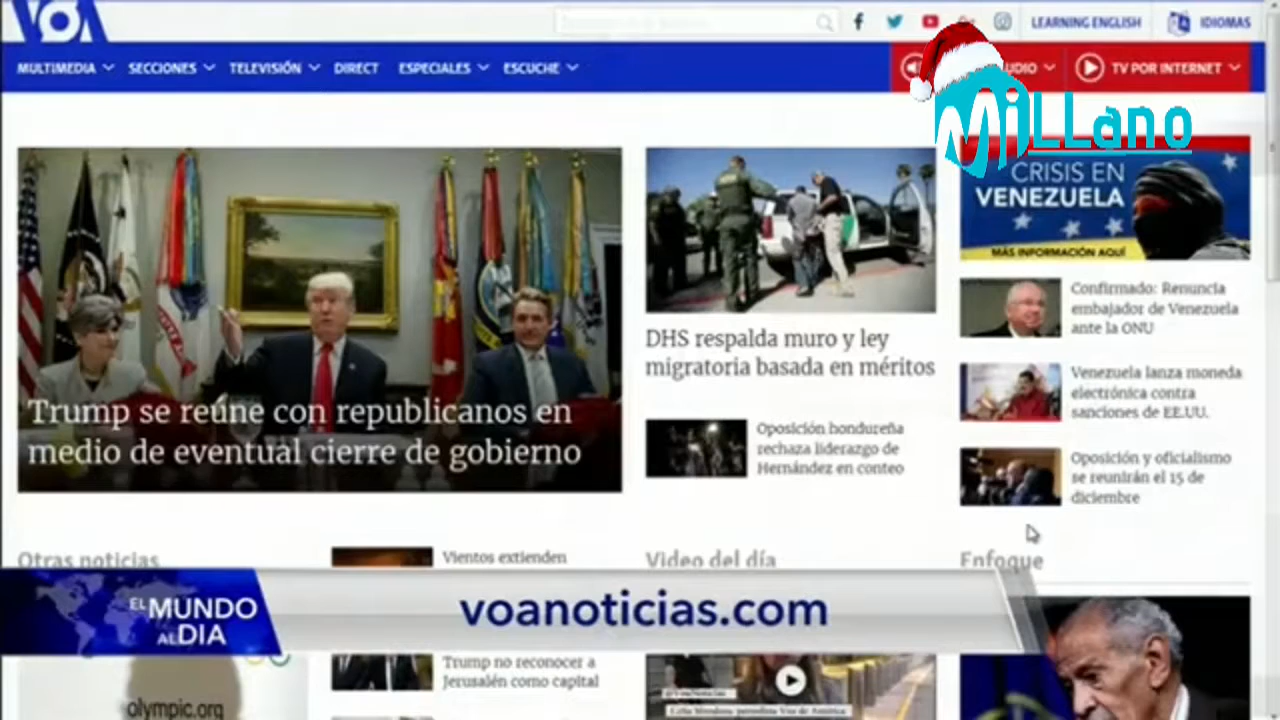 VOA
LEARNING ENGLISH
IDIOMAS
MULTIMEDIA
SECCIONES
TELEVISIÓN
DIRECT
ESPECIALES
ESCUCHE
UDIO
TV POR INTERNET
MiLLano
Trump se reúne con republicanos en
medio de eventual cierre de gobierno
DHS respalda muro y ley
migratoria basada en méritos
Oposición hondureña
rechaza liderazgo de
Hernández en conteo
CRISIS EN
VENEZUELA
MÁS INFORMACIÓN AQUÍ
Confirmado: Renuncia
embajador de Venezuela
ante la ONU
Venezuela lanza moneda
electrónica contra
sanciones de EE.UU.
Oposición y oficialismo
se reunirán el 15 de
diciembre
Otras noticias
Vientos extienden
Video del día
Enfoque
EL MUNDO
AL DIA
voanoticias.com
Trump no reconocer a
Jerusalén como capital
olympic.org